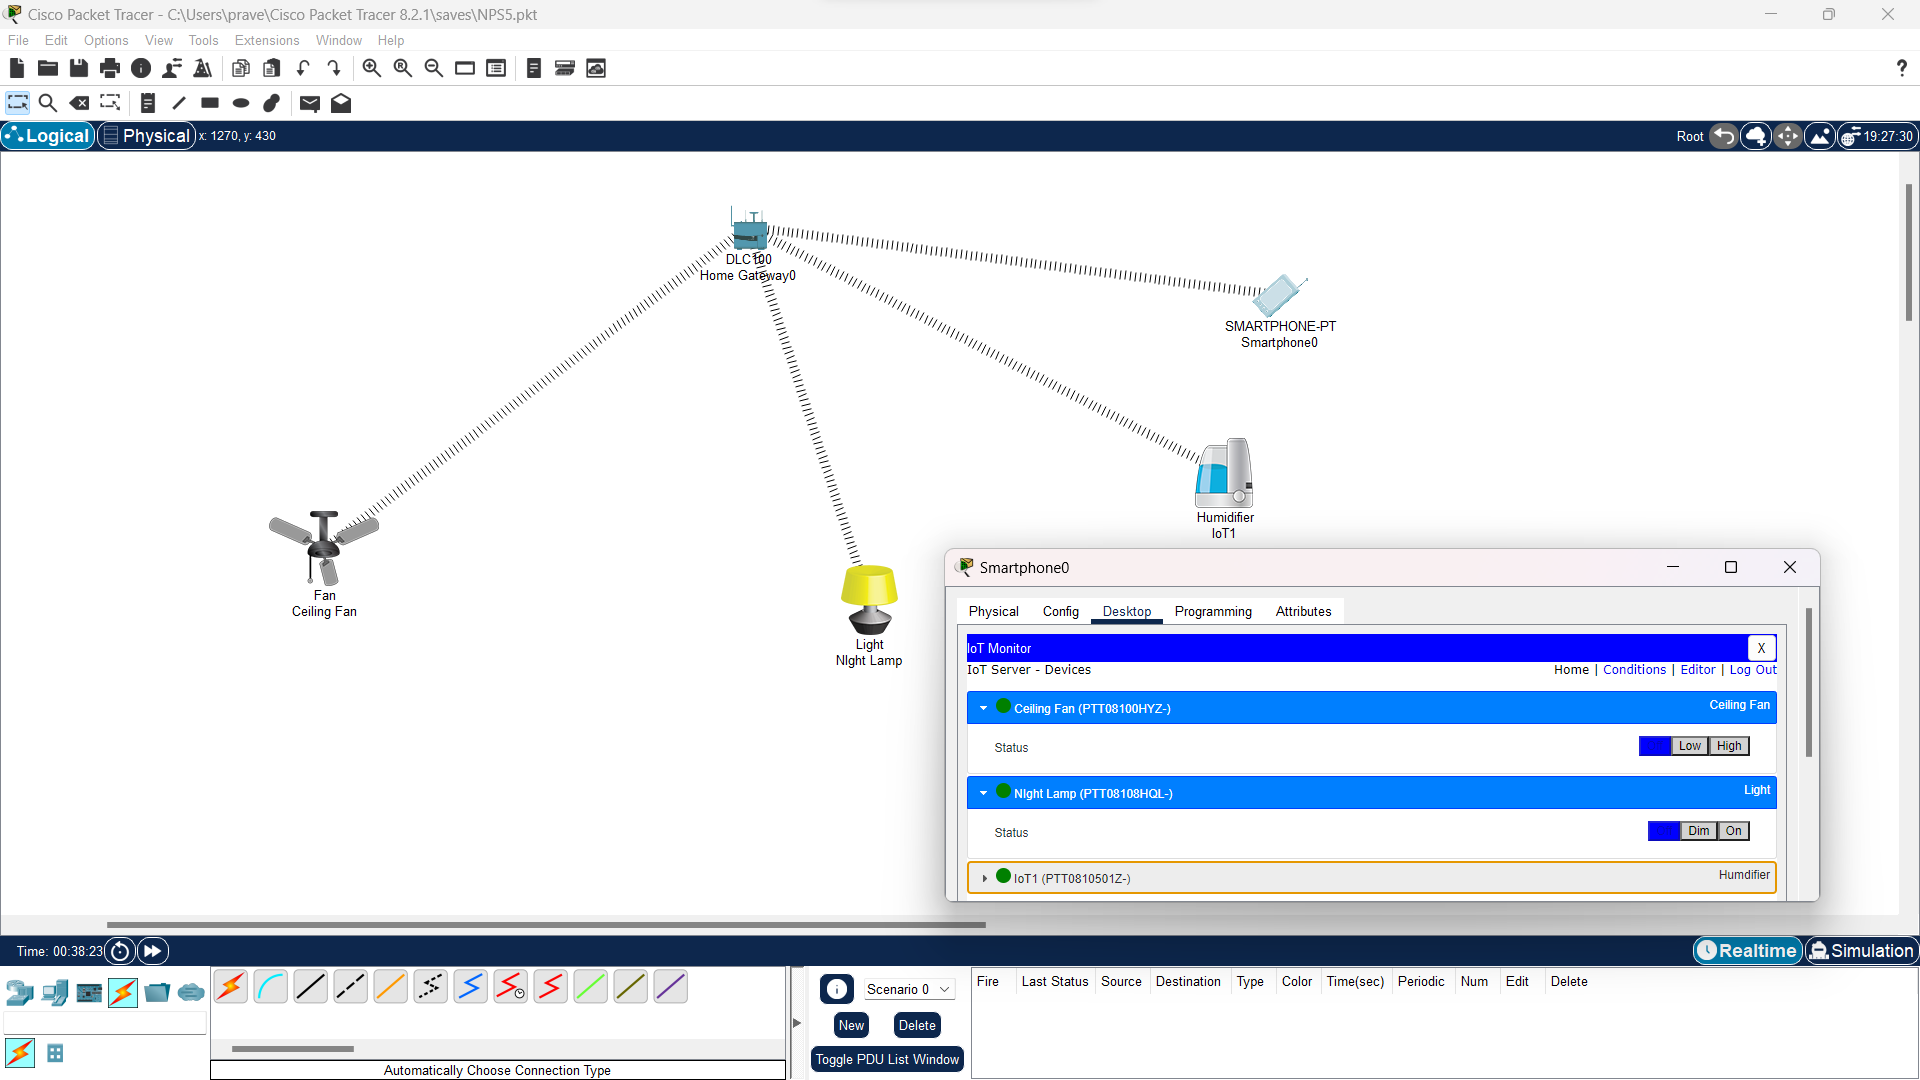 Cisco Packet Tracer - C:\Users\prave\Cisco Packet Tracer 8.2.1\saves\NPS5.pkt
File Edit Options View Tools Extensions Window Help
?
Logical Physical x: 1270, y: 430 Root 19:27:30
DLC100
Home Gateway0
SMARTPHONE-PT
Smartphone0
Humidifier
IoT1
Fan
Ceiling Fan
Light
NIght Lamp
Smartphone0
Physical Config Desktop Programming Attributes
IoT Monitor X
IoT Server - Devices Home | Conditions | Editor | Log Out
Ceiling Fan (PTT08100HYZ-) Ceiling Fan
Status Low High
NIght Lamp (PTT08108HQL-) Light
Status Dim On
IoT1 (PTT0810501Z-) Humdifier
Time: 00:38:23 Realtime Simulation
Scenario 0
New Delete
Toggle PDU List Window
Fire Last Status Source Destination Type Color Time(sec) Periodic Num Edit Delete
Automatically Choose Connection Type